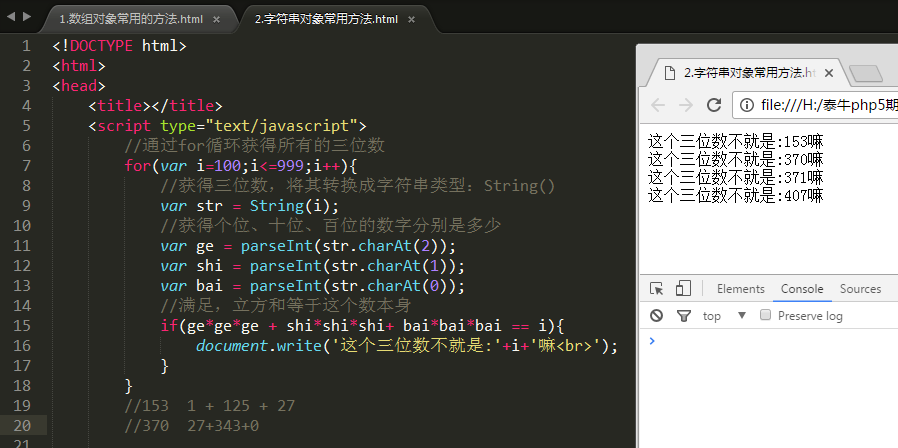 1.数组对象常用的方法.html ×
2.字符串对象常用方法.html ×
1 <!DOCTYPE html>
2 <html>
3 <head>
4 <title></title>
5 <script type="text/javascript">
6 //通过for循环获得所有的三位数
7 for(var i=100;i<=999;i++){
8 //获得三位数，将其转换成字符串类型：String()
9 var str = String(i);
10 //获得个位、十位、百位的数字分别是多少
11 var ge = parseInt(str.charAt(2));
12 var shi = parseInt(str.charAt(1));
13 var bai = parseInt(str.charAt(0));
14 //满足，立方和等于这个数本身
15 if(ge*ge*ge + shi*shi*shi+ bai*bai*bai == i){
16 document.write('这个三位数不就是:'+i+'嘛<br>');
17 }
18 }
19 //153 1 + 125 + 27
20 //370 27+343+0
21
2.字符串对象常用方法.ht ×
file:///H:/泰牛php5期
这个三位数不就是:153嘛
这个三位数不就是:370嘛
这个三位数不就是:371嘛
这个三位数不就是:407嘛
Elements Console Sources
top Preserve log